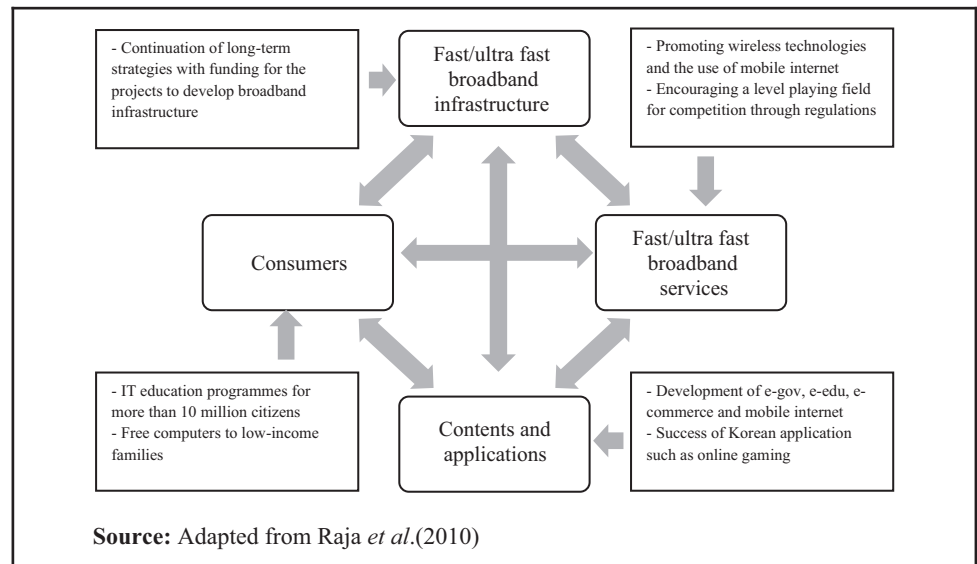 - Continuation of long-term
strategies with funding for the
projects to develop broadband
infrastructure
Fast/ultra fast
broadband
infrastructure
- Promoting wireless technologies
and the use of mobile internet
- Encouraging a level playing field
for competition through regulations
Consumers
Fast/ultra fast
broadband
services
- IT education programmes for
more than 10 million citizens
- Free computers to low-income
families
Contents and
applications
- Development of e-gov, e-edu, e-
commerce and mobile internet
- Success of Korean application
such as online gaming
Source: Adapted from Raja et al.(2010)